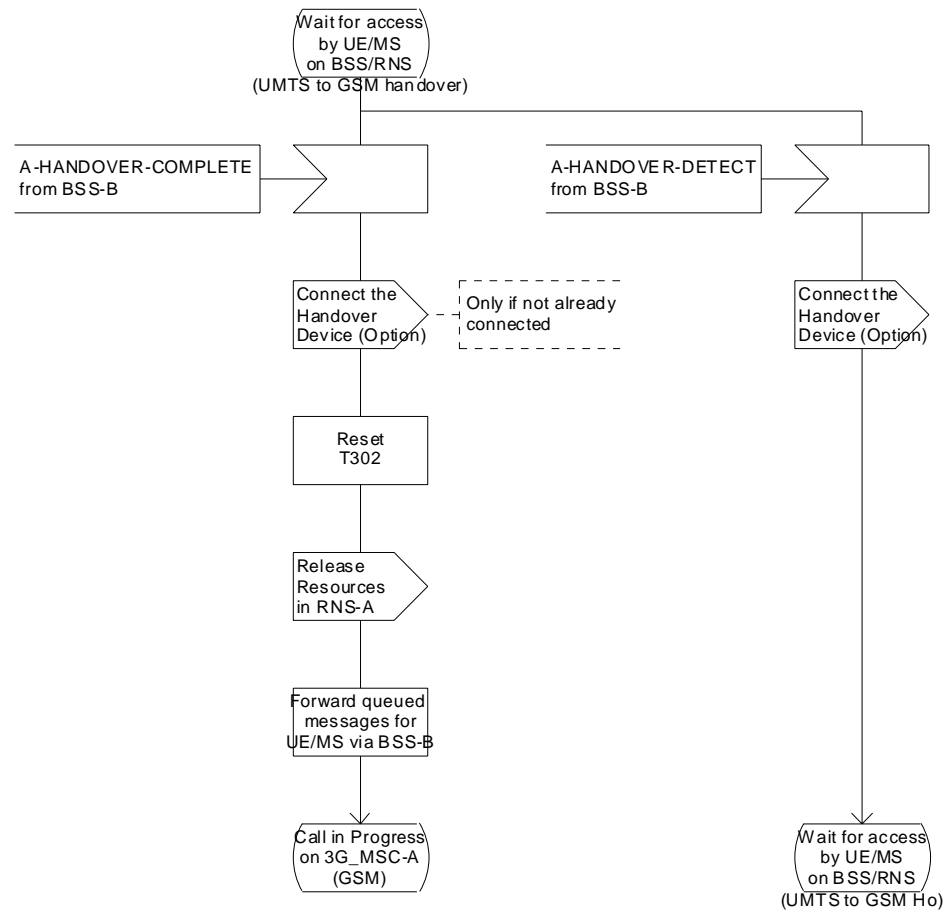 Wait for access
by UE/MS
on BSS/RNS
(UMTS to GSM handover)
A-HANDOVER-COMPLETE
from BSS-B
A-HANDOVER-DETECT
from BSS-B
Connect the
Handover
Device (Option)
Only if not already
connected
Connect the
Handover
Device (Option)
Reset
T302
Release
Resources
in RNS-A
Forward queued
messages for
UE/MS via BSS-B
Call in Progress
on 3G_MSC-A
(GSM)
Wait for access
by UE/MS
on BSS/RNS
(UMTS to GSM Ho)